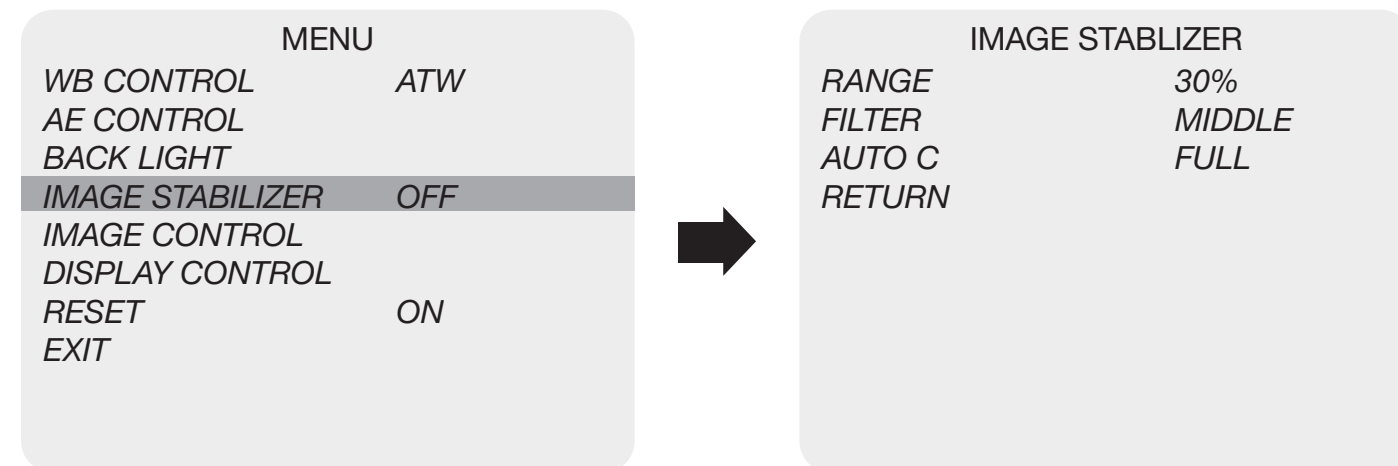 MENU
WB CONTROL ATW
AE CONTROL
BACK LIGHT
IMAGE STABILIZER OFF
IMAGE CONTROL
DISPLAY CONTROL
RESET ON
EXIT
IMAGE STABLIZER
RANGE 30%
FILTER MIDDLE
AUTO C FULL
RETURN